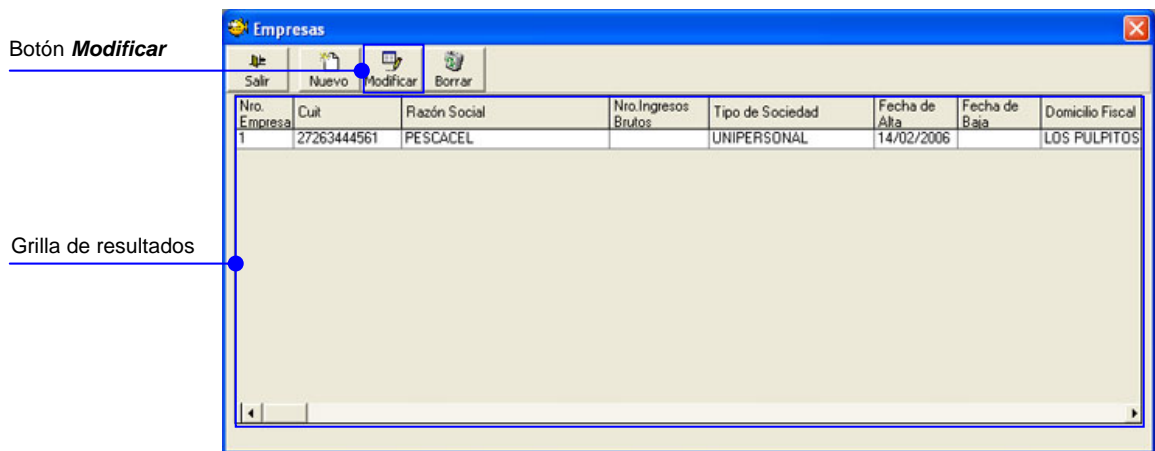 Empresas
Botón Modificar
Salir Nuevo Modificar Borrar
Nro. Empresa Cuit Razón Social Nro.Ingresos Brutos Tipo de Sociedad Fecha de Alta Fecha de Baja Domicilio Fiscal
1 27263444561 PESCACEL UNIPERSONAL 14/02/2006 LOS PULPITOS
Grilla de resultados